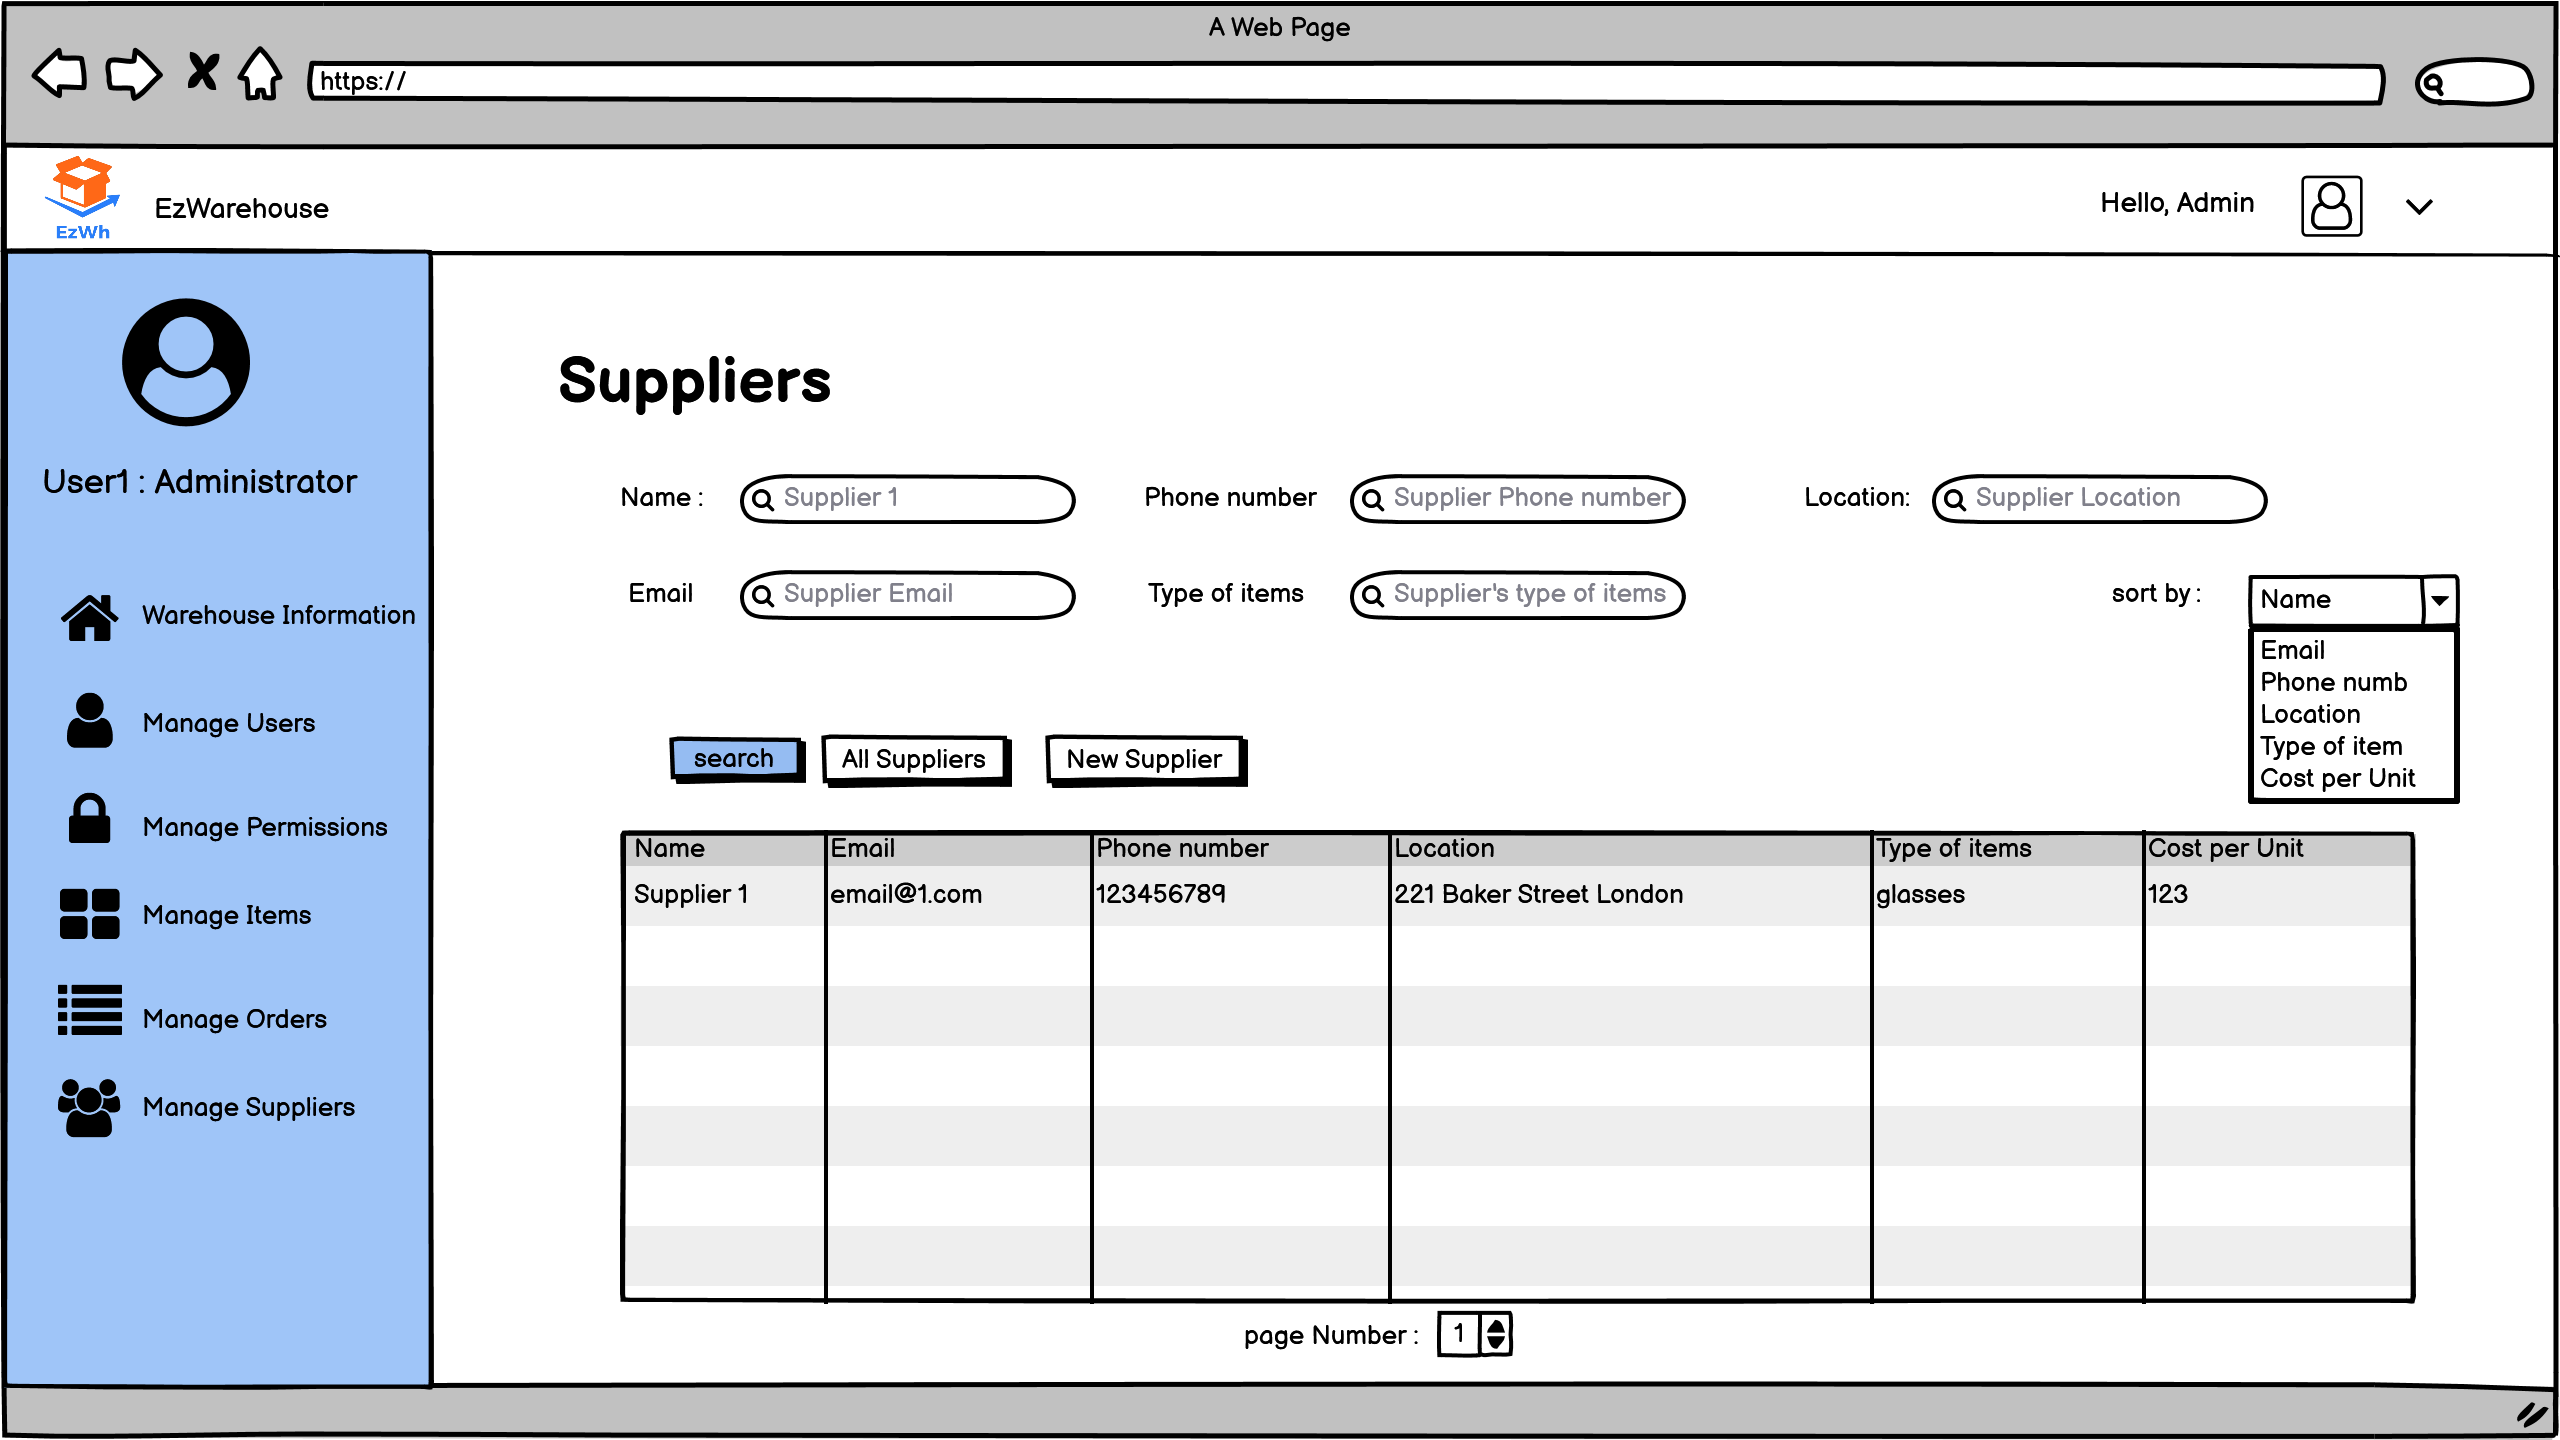 A Web Page
https://
EzWh
EzWarehouse
Hello, Admin
User1 : Administrator
Warehouse Information
Manage Users
Manage Permissions
Manage Items
Manage Orders
Manage Suppliers
Suppliers
Name :
Supplier 1
Phone number
Supplier Phone number
Location:
Supplier Location
Email
Supplier Email
Type of items
Supplier's type of items
sort by :
Name
Email
Phone numb
Location
Type of item
Cost per Unit
search
All Suppliers
New Supplier
Name Email Phone number Location Type of items Cost per Unit
Supplier 1 email@1.com 123456789 221 Baker Street London glasses 123
page Number : 1